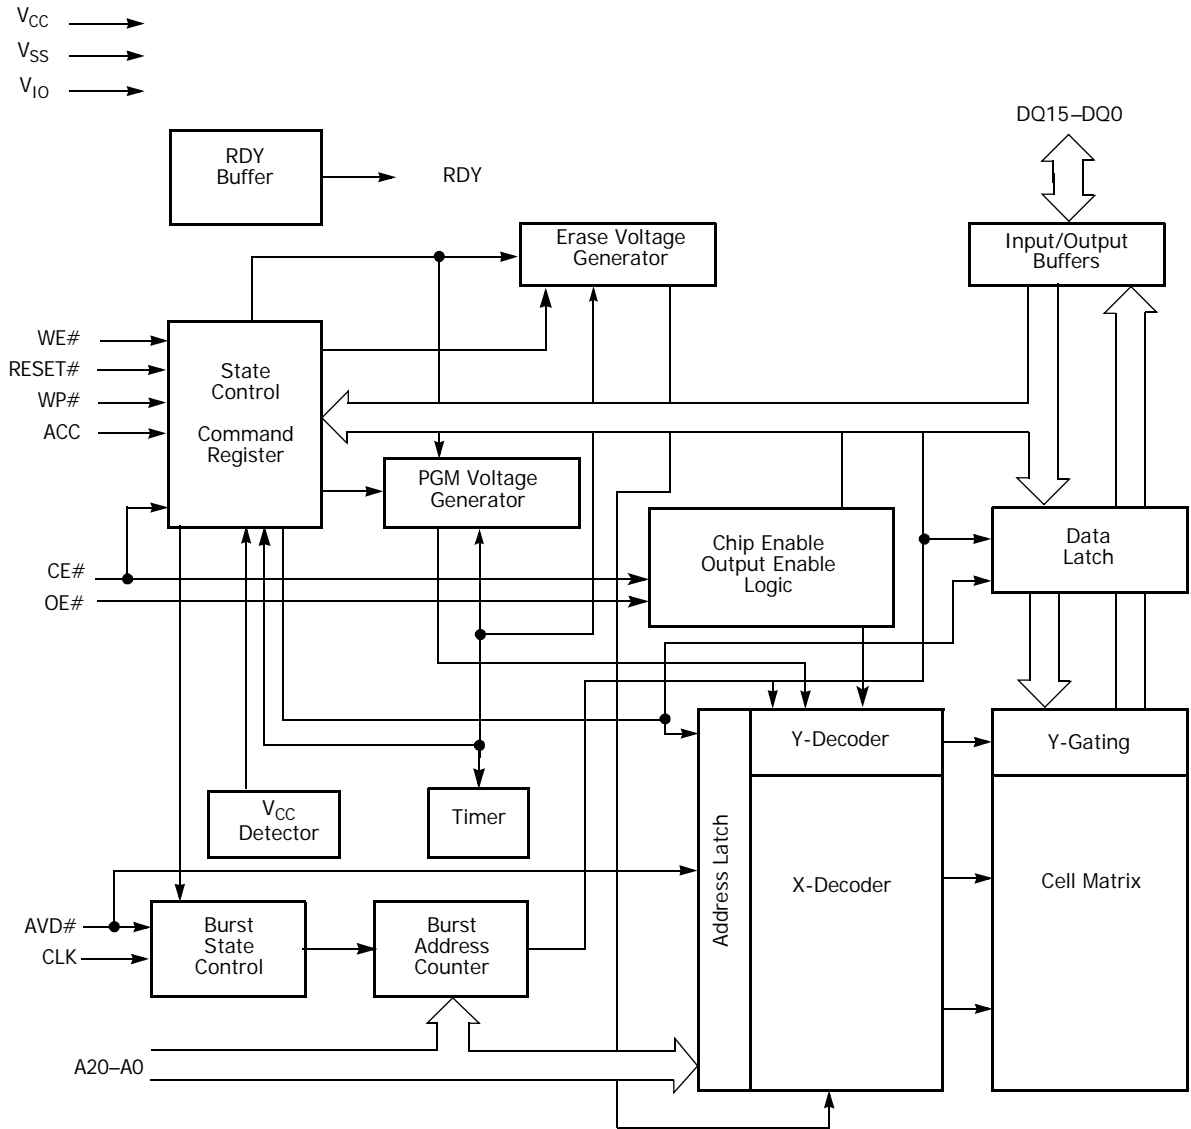 VCC
VSS
VIO
DQ15–DQ0
RDY
Buffer
RDY
Erase Voltage
Generator
Input/Output
Buffers
WE#
RESET#
WP#
ACC
State
Control
Command
Register
PGM Voltage
Generator
Chip Enable
Output Enable
Logic
Data
Latch
CE#
OE#
Y-Decoder
Y-Gating
VCC
Detector
Timer
Address Latch
X-Decoder
Cell Matrix
AVD#
CLK
Burst
State
Control
Burst
Address
Counter
A20–A0